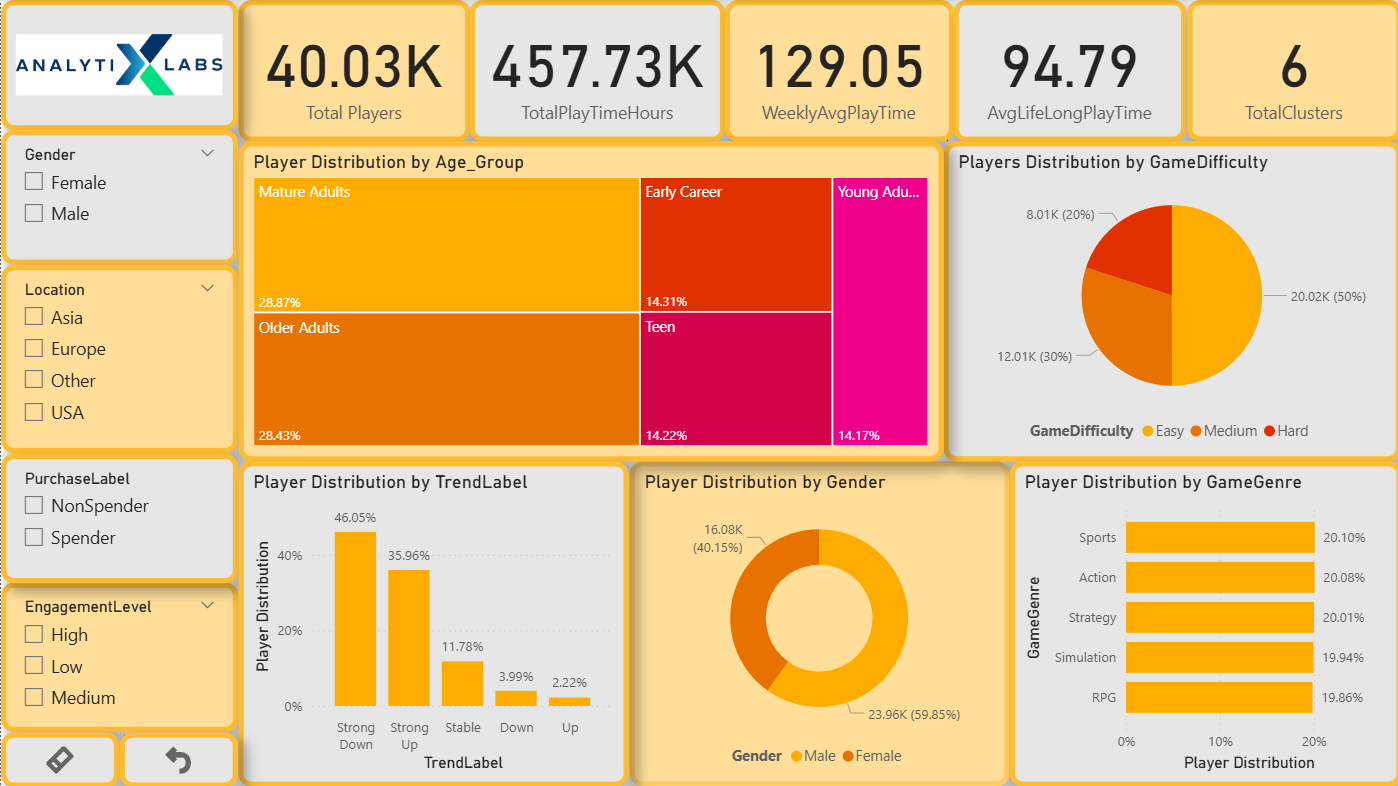 ANALYTIX LABS
40.03K
Total Players
457.73K
TotalPlayTimeHours
129.05
WeeklyAvgPlayTime
94.79
AvgLifeLongPlayTime
6
TotalClusters
Gender
Female
Male
Location
Asia
Europe
Other
USA
PurchaseLabel
NonSpender
Spender
EngagementLevel
High
Low
Medium
Player Distribution by Age_Group
Mature Adults
28.87%
Older Adults
28.43%
Early Career
14.31%
Teen
14.22%
Young Adu...
14.17%
Players Distribution by GameDifficulty
8.01K (20%)
20.02K (50%)
12.01K (30%)
GameDifficulty Easy Medium Hard
Player Distribution by TrendLabel
Player Distribution
40%
20%
0%
46.05%
35.96%
11.78%
3.99%
2.22%
Strong
Down
Strong
Up
Stable
Down
Up
TrendLabel
Player Distribution by Gender
16.08K
(40.15%)
23.96K (59.85%)
Gender Male Female
Player Distribution by GameGenre
GameGenre
Sports 20.10%
Action 20.08%
Strategy 20.01%
Simulation 19.94%
RPG 19.86%
0% 10% 20%
Player Distribution